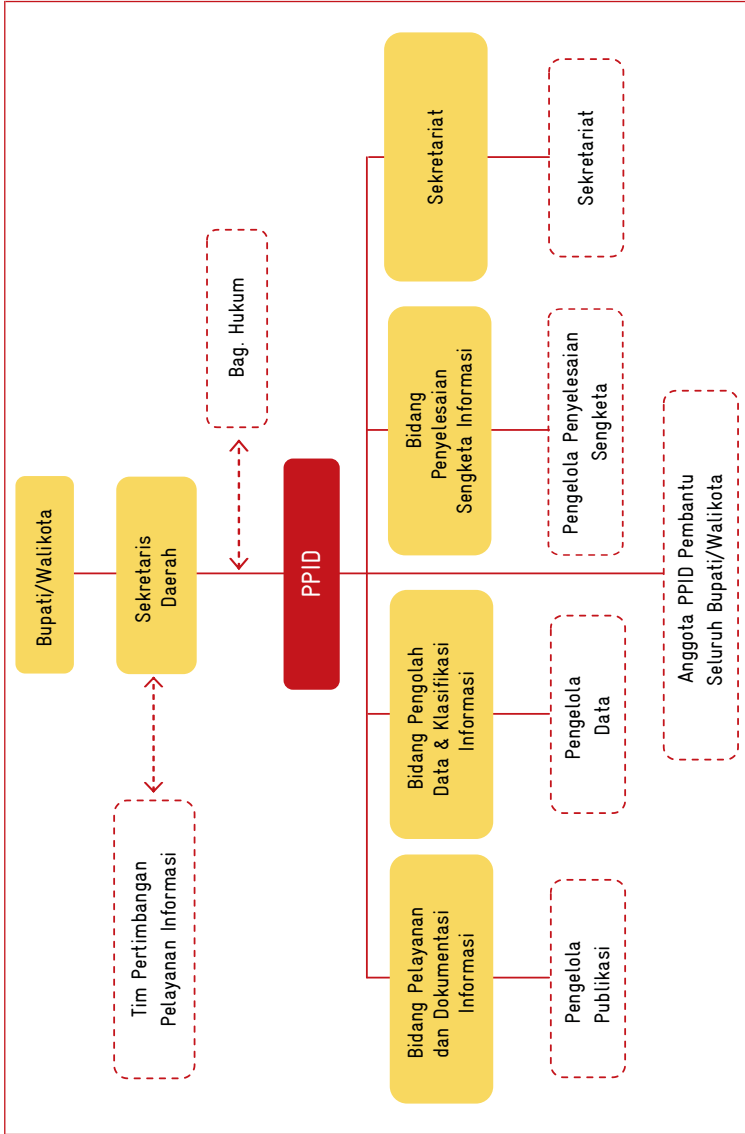 Bupati/Walikota
Sekretaris
Daerah
Tim Pertimbangan
Pelayanan Informasi
Bag. Hukum
PPID
Bidang Pelayanan
dan Dokumentasi
Informasi
Bidang Pengolah
Data & Klasifikasi
Informasi
Bidang
Penyelesaian
Sengketa Informasi
Sekretariat
Pengelola
Publikasi
Pengelola
Data
Pengelola Penyelesaian
Sengketa
Sekretariat
Anggota PPID Pembantu
Seluruh Bupati/Walikota